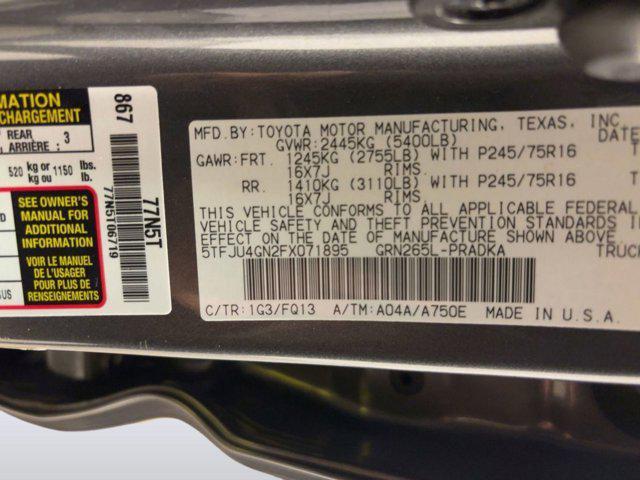 MATION
CHARGEMENT
REAR
ARRIÈRE : 3
520 kg or 1150 lbs.
kg ou lb.
SEE OWNER'S
MANUAL FOR
ADDITIONAL
INFORMATION
VOIR LE MANUEL
DE L'USAGER
POUR PLUS DE
RENSEIGNEMENTS
867
77N5T
77N5T06719
MFD.BY:TOYOTA MOTOR MANUFACTURING, TEXAS, INC.
DATE
GVWR:2445KG (5400LB)
GAWR:FRT. 1245KG (2755LB) WITH P245/75R16
16X7J RIMS
RR. 1410KG (3110LB) WITH P245/75R16
16X7J RIMS
THIS VEHICLE CONFORMS TO ALL APPLICABLE FEDERAL
VEHICLE SAFETY AND THEFT PREVENTION STANDARDS IN
EFFECT ON THE DATE OF MANUFACTURE SHOWN ABOVE.
5TFJU4GN2FX071895 GRN265L-PRADKA TRUCK
C/TR:1G3/FQ13 A/TM:A04A/A750E MADE IN U.S.A.